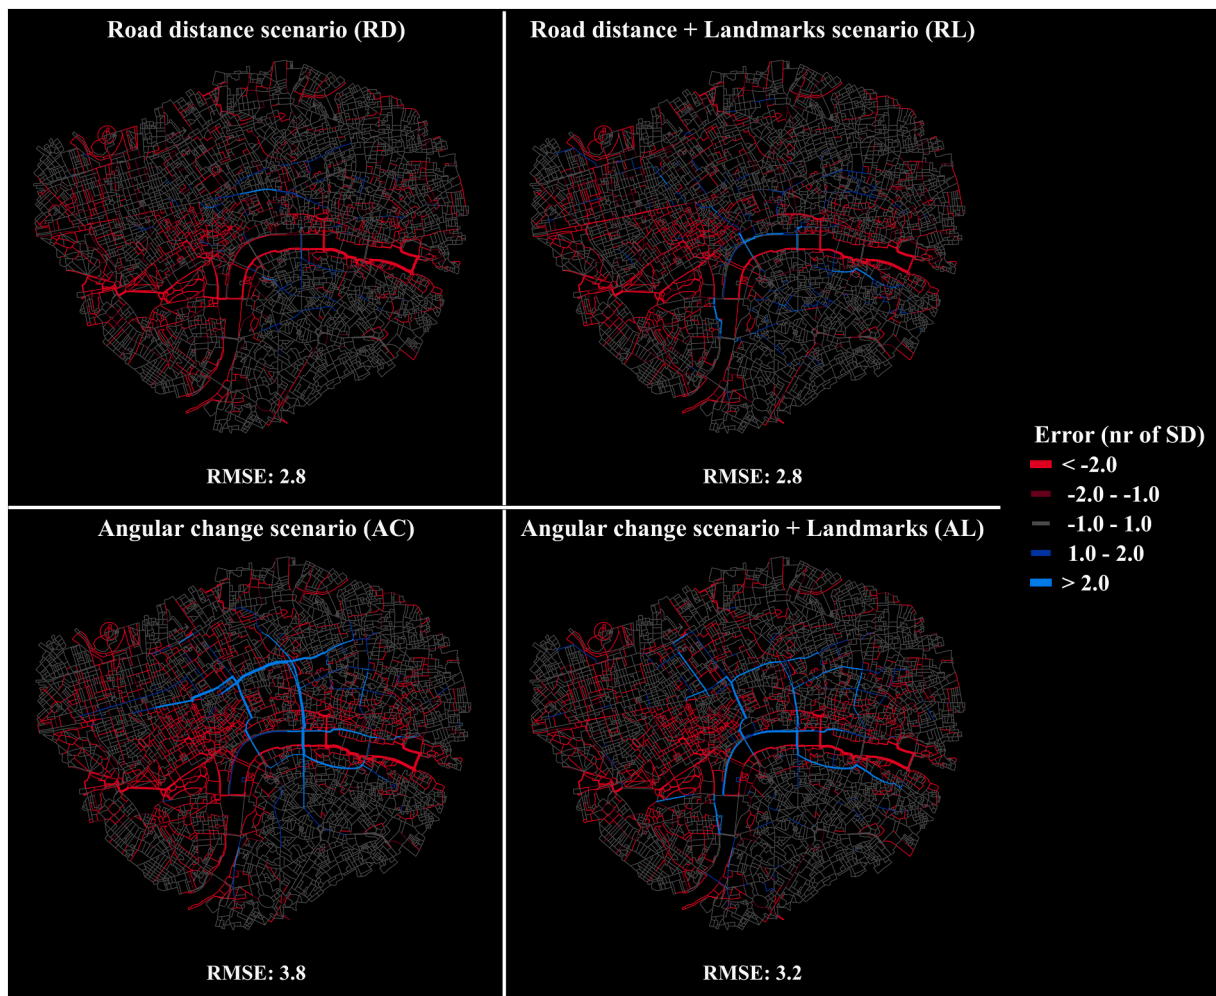 Road distance scenario (RD)
Road distance + Landmarks scenario (RL)
RMSE: 2.8
RMSE: 2.8
Error (nr of SD)
< -2.0
-2.0 - -1.0
-1.0 - 1.0
1.0 - 2.0
> 2.0
Angular change scenario (AC)
Angular change scenario + Landmarks (AL)
RMSE: 3.8
RMSE: 3.2